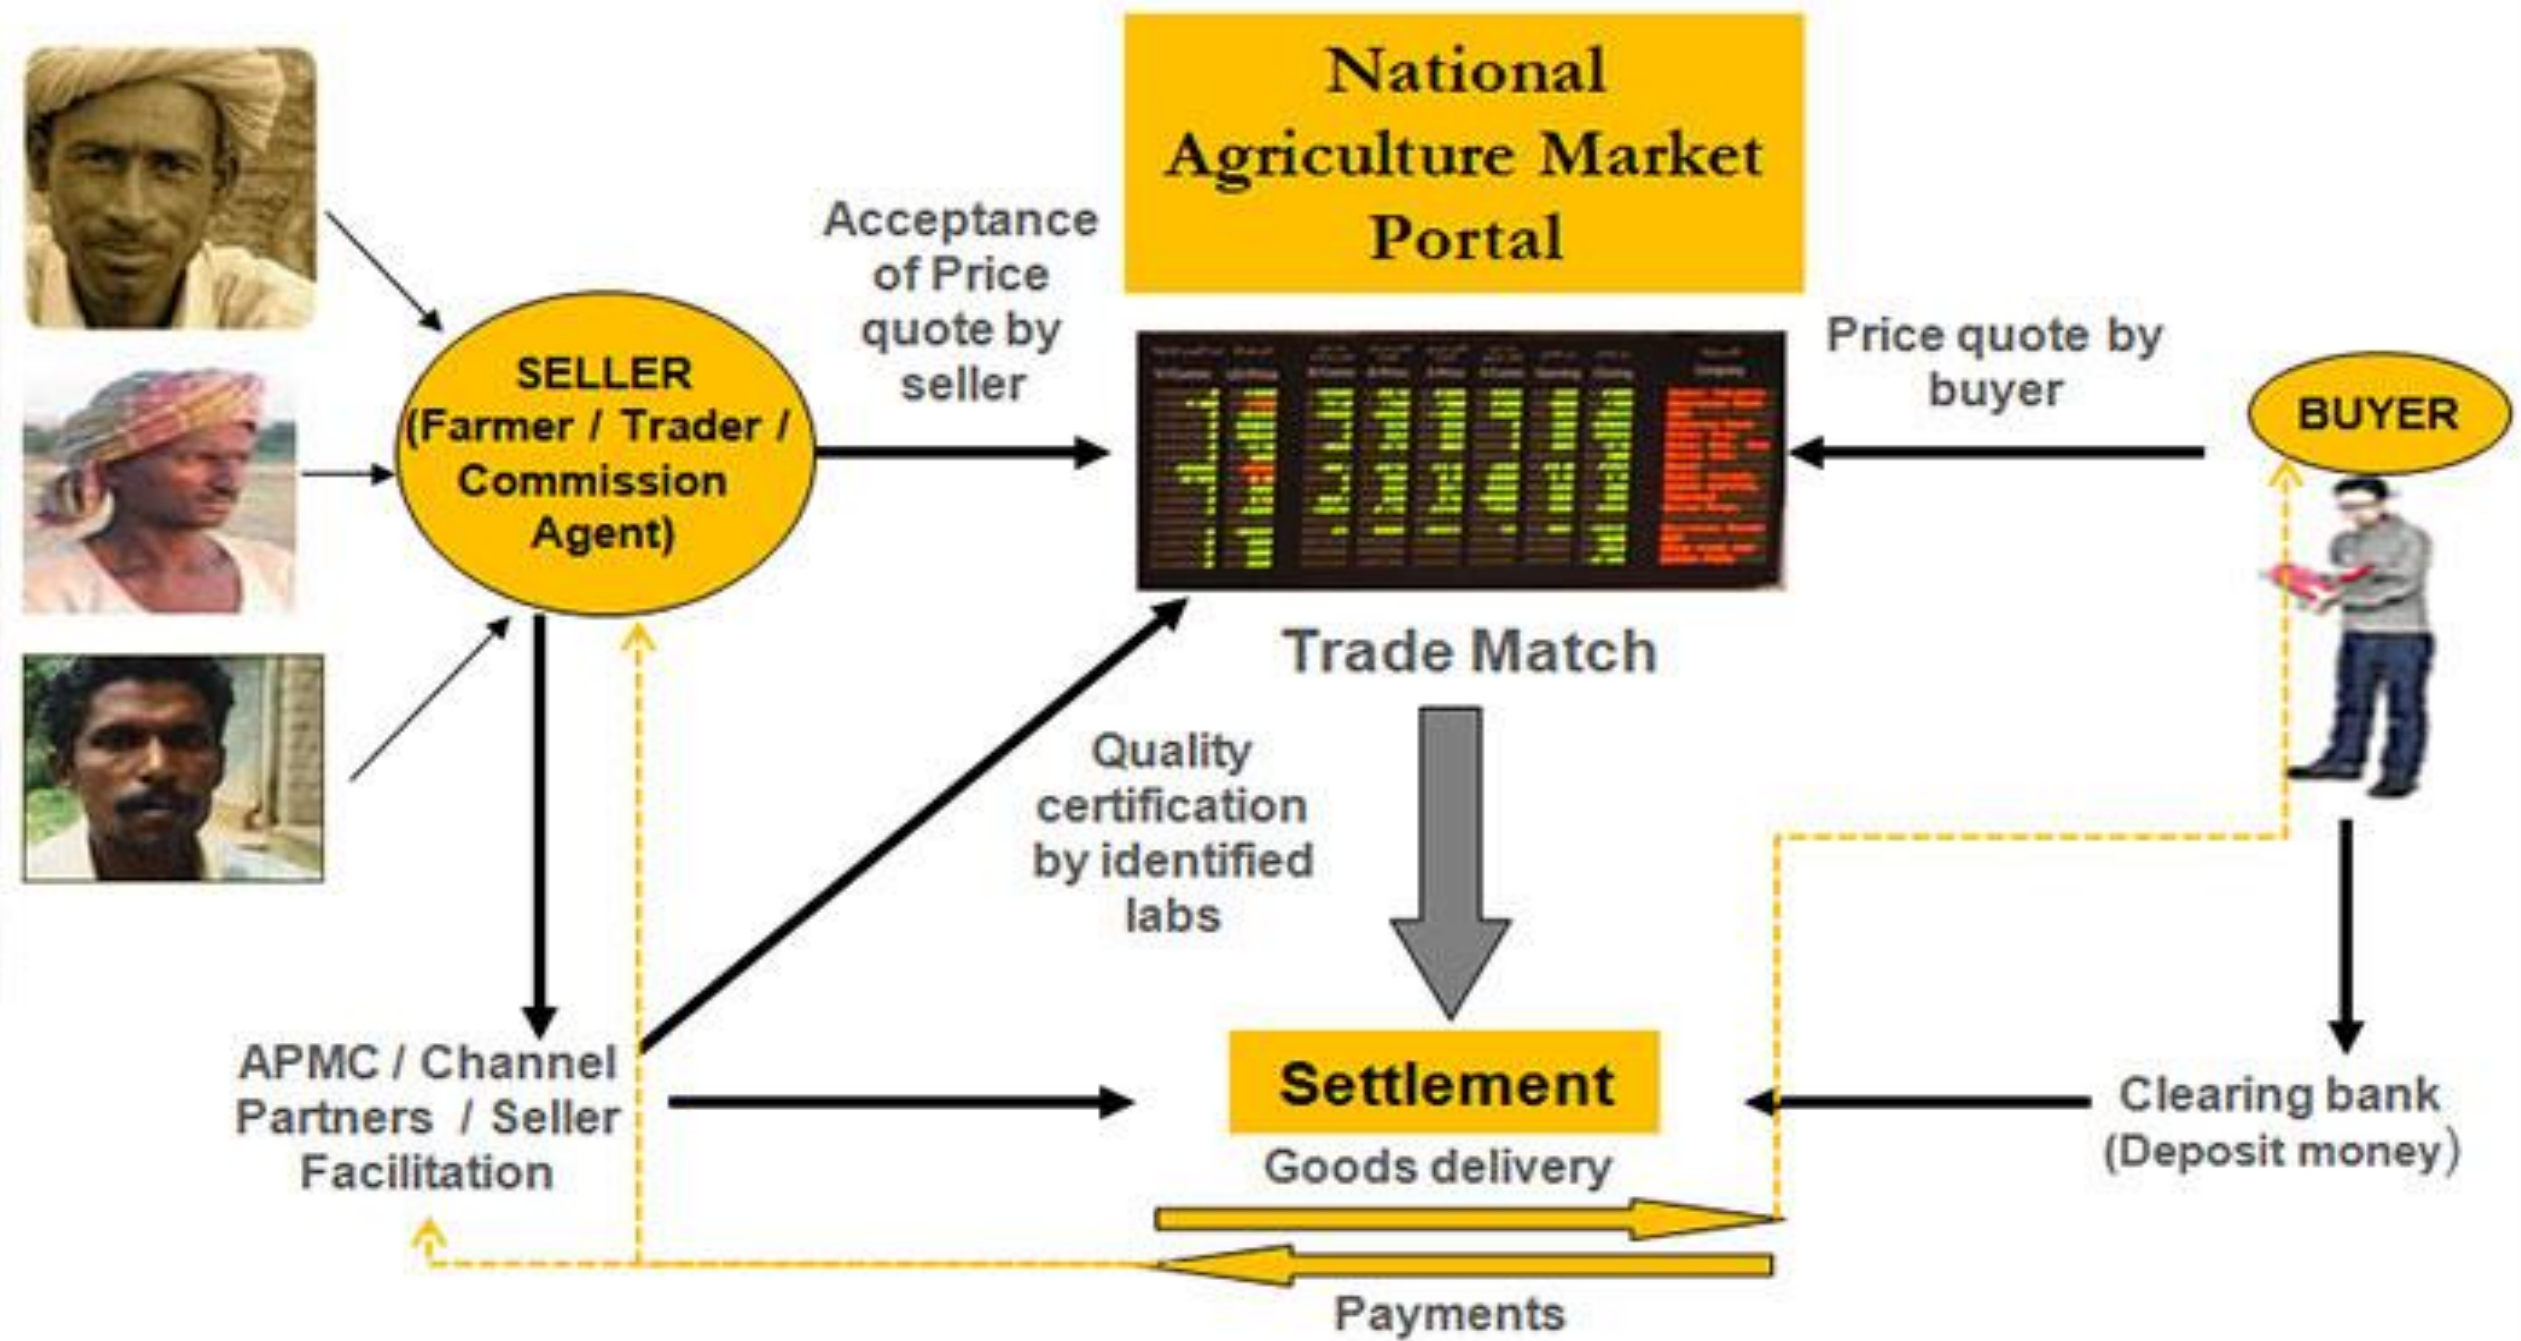 National
Agriculture Market
Portal
Acceptance
of Price
quote by
seller
Price quote by
buyer
SELLER
(Farmer / Trader /
Commission
Agent)
BUYER
Trade Match
Quality
certification
by identified
labs
APMC / Channel
Partners / Seller
Facilitation
Settlement
Goods delivery
Clearing bank
(Deposit money)
Payments